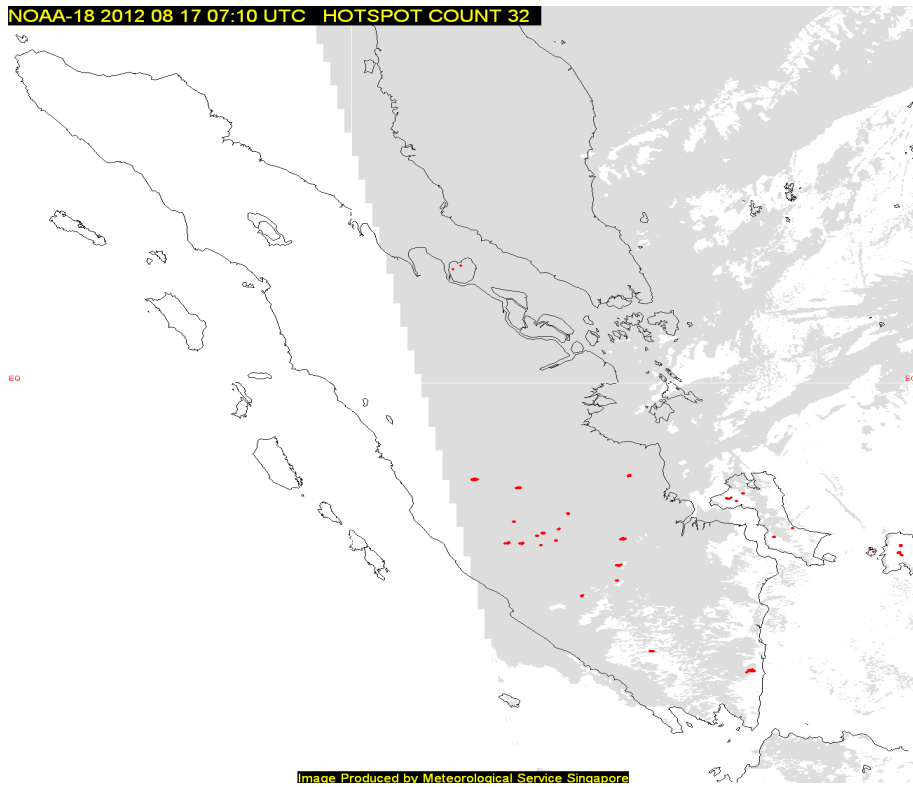 NOAA-18 2012 08 17 07:10 UTC HOTSPOT COUNT 32
EQ
EQ
Image Produced by Meteorological Service Singapore